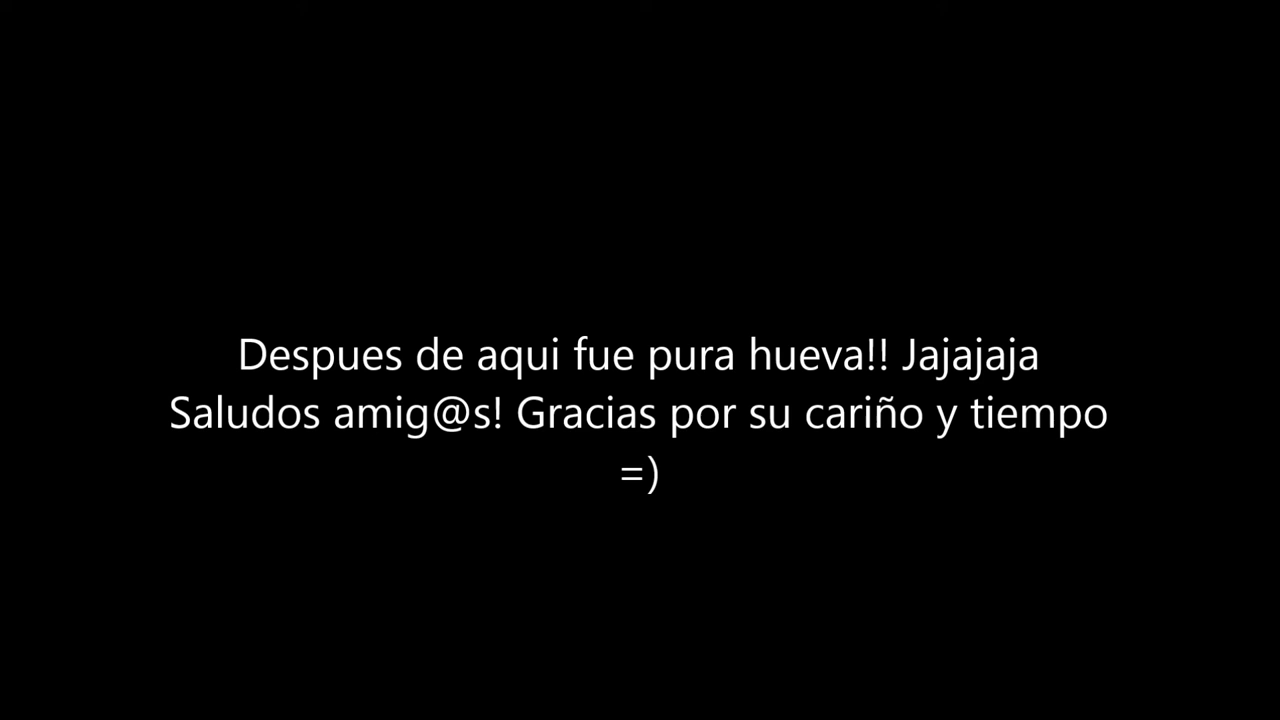 Despues de aqui fue pura hueva!! Jajajaja
Saludos amig@s! Gracias por su cariño y tiempo
=)